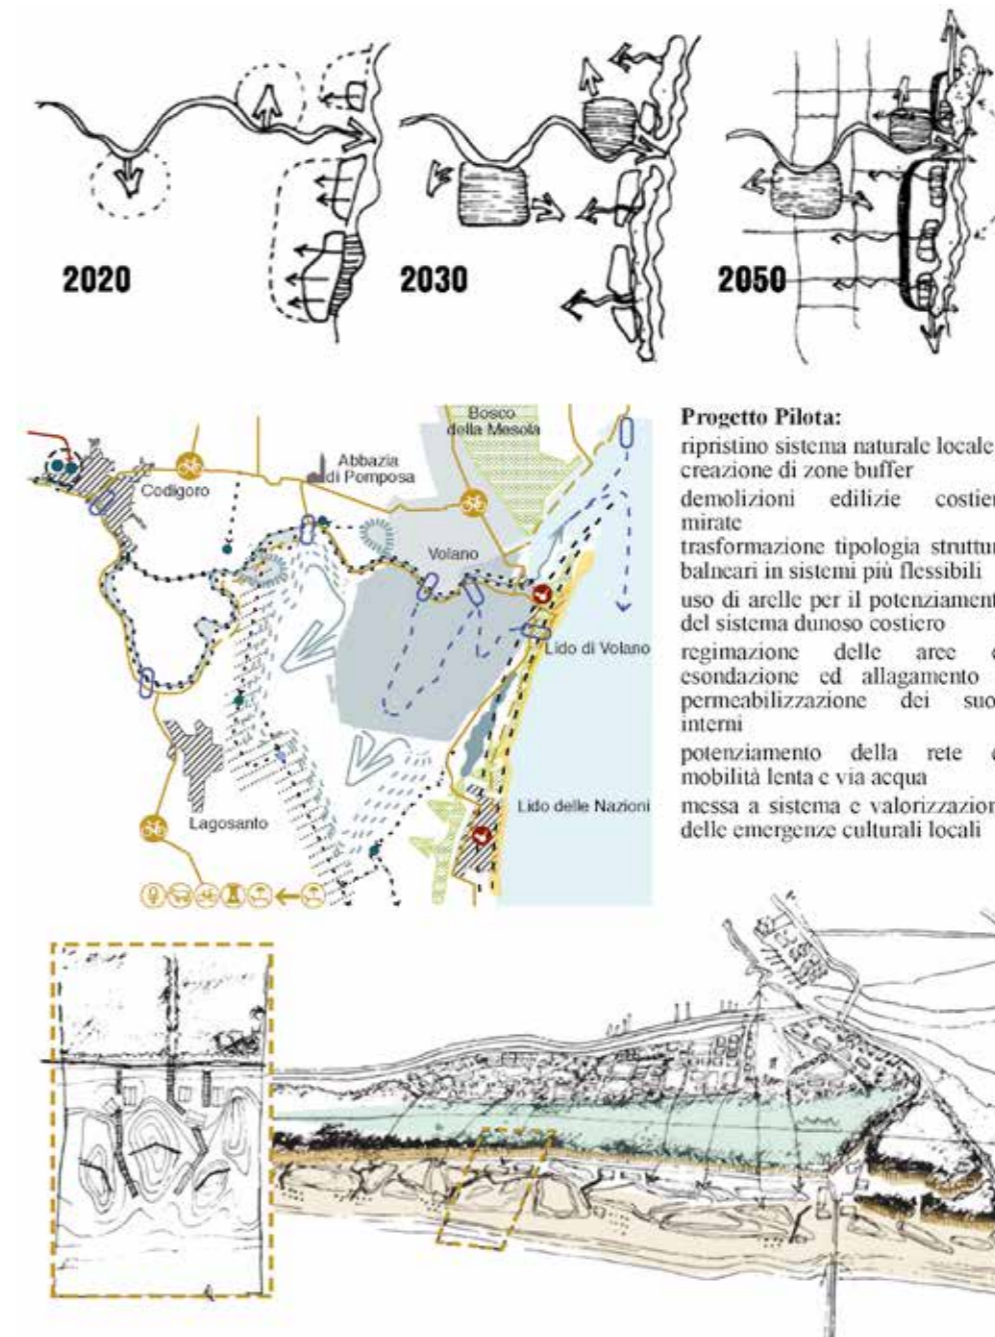 2020
2030
2050
Bosco
della Mesola
Abbazia
di Pomposa
Codigoro
Volano
Lido di Volano
Lido delle Nazioni
Lagosanto
Progetto Pilota:
ripristino sistema naturale locale
creazione di zone buffer
demolizioni edilizie costier
mirate
trasformazione tipologia struttur
balneari in sistemi più flessibili
uso di arelle per il potenziament
del sistema dunoso costiero
regimazione delle aree d
esondazione ed allagamento
permeabilizzazione dei suo
interni
potenziamento della rete d
mobilità lenta e via acqua
messa a sistema e valorizzazion
delle emergenze culturali locali